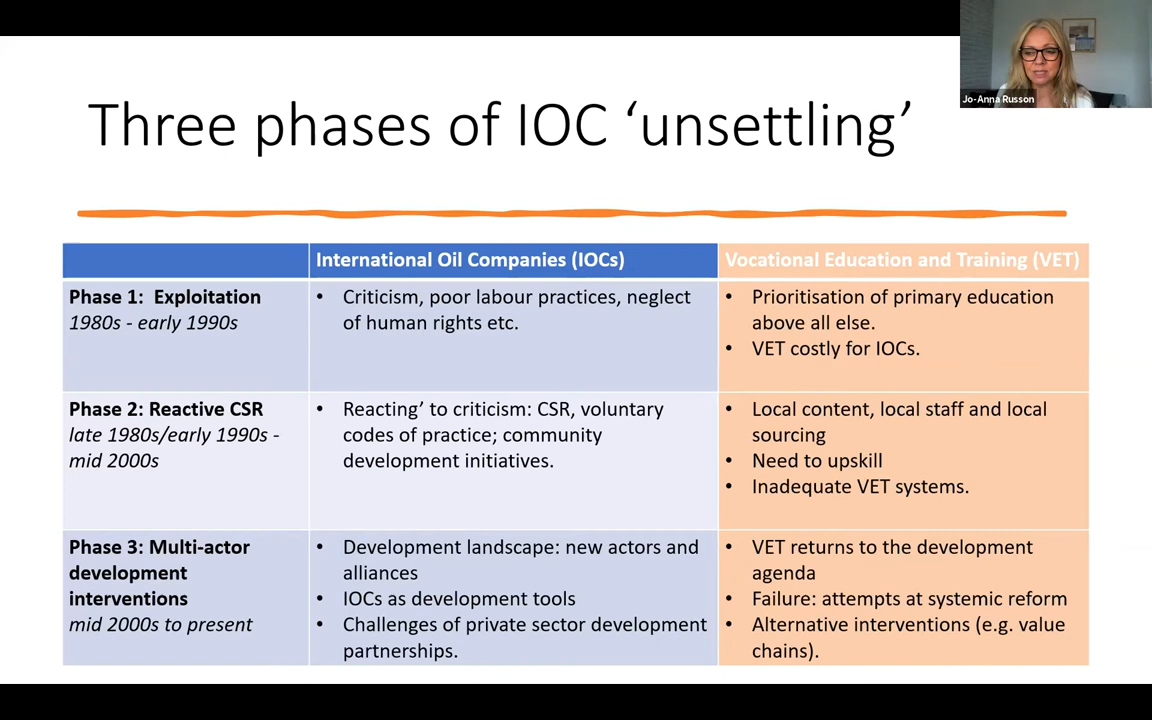 Jo-Anna Russon
Three phases of IOC ‘unsettling’
International Oil Companies (IOCs)
Vocational Education and Training (VET)
Phase 1:  Exploitation
1980s - early 1990s
• Criticism, poor labour practices, neglect
of human rights etc.
• Prioritisation of primary education
above all else.
• VET costly for IOCs.
Phase 2: Reactive CSR
late 1980s/early 1990s -
mid 2000s
• Reacting’ to criticism: CSR, voluntary
codes of practice; community
development initiatives.
• Local content, local staff and local
sourcing
• Need to upskill
• Inadequate VET systems.
Phase 3: Multi-actor
development
interventions
mid 2000s to present
• Development landscape: new actors and
alliances
• IOCs as development tools
• Challenges of private sector development
partnerships.
• VET returns to the development
agenda
• Failure: attempts at systemic reform
• Alternative interventions (e.g. value
chains).